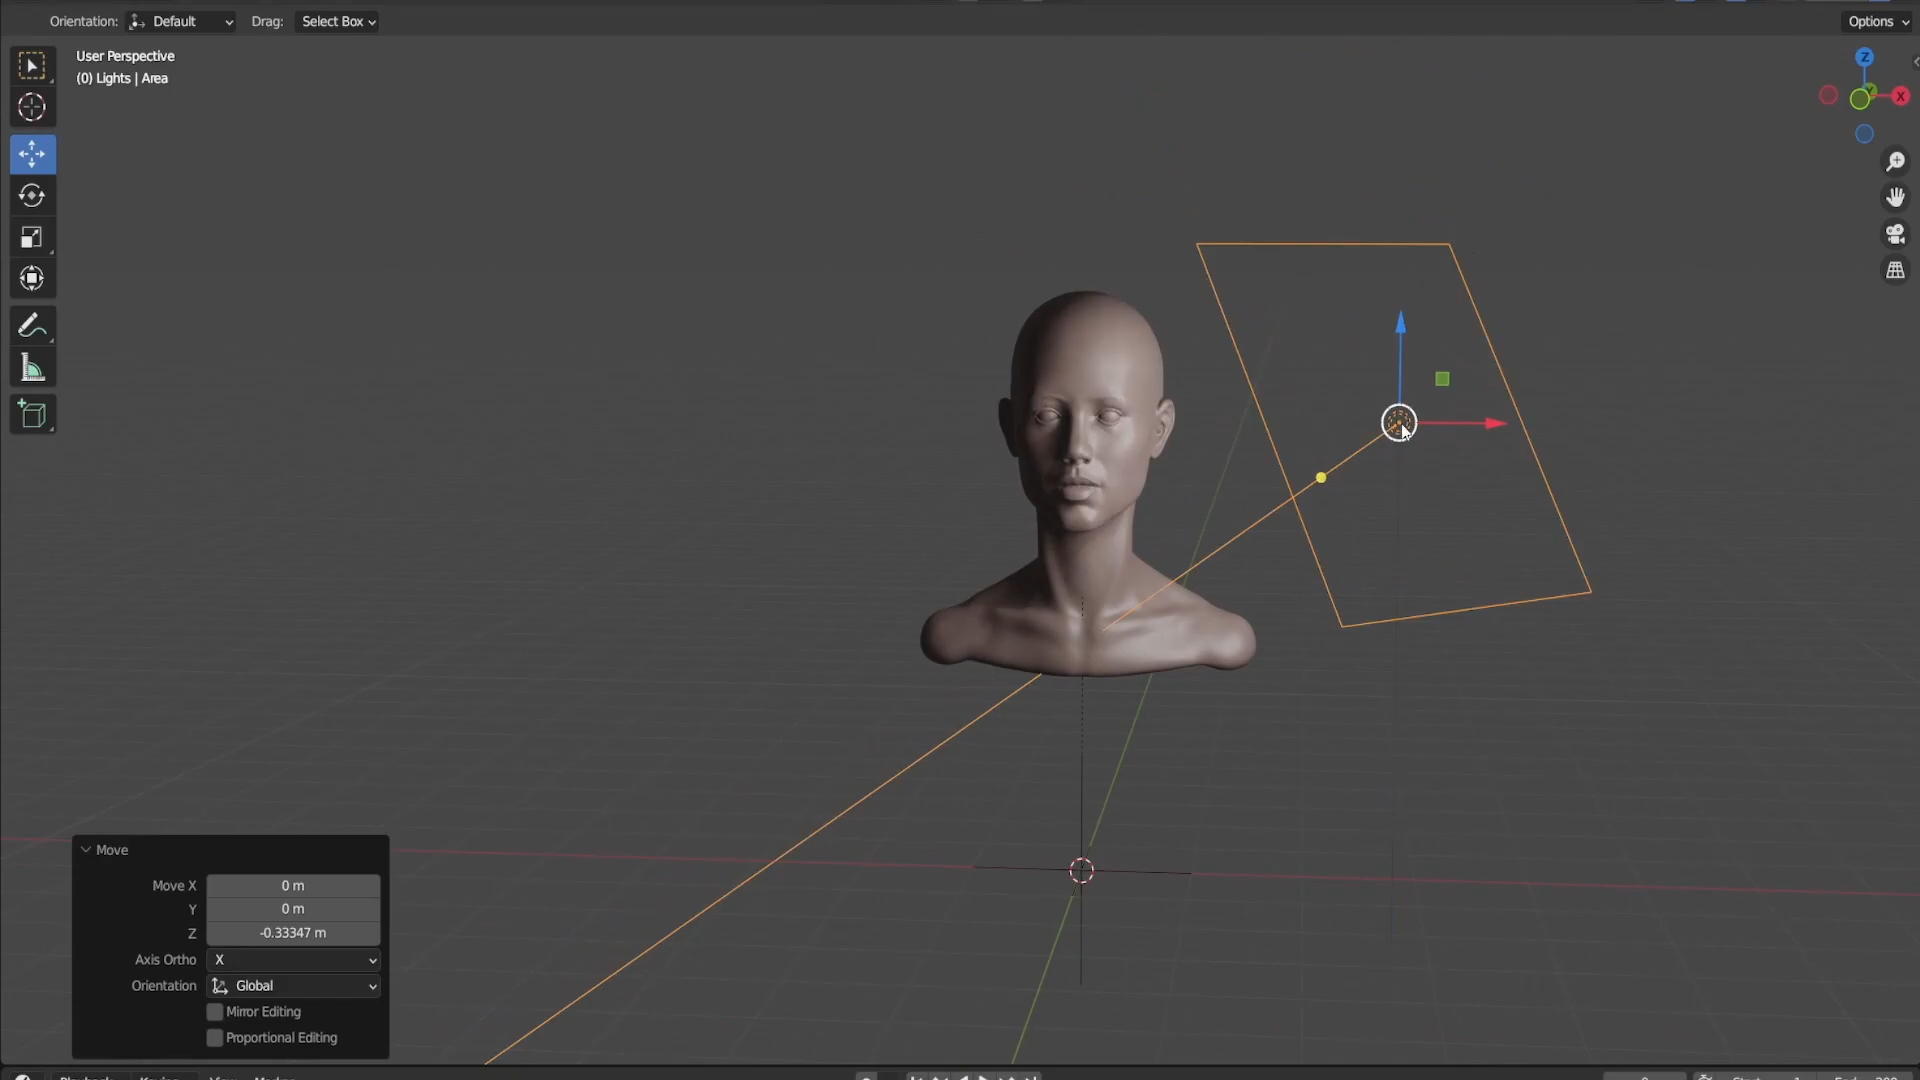 Orientation: Default Drag: Select Box
Options
User Perspective
(0) Lights | Area
Z
X
Move
Move X 0 m
Y 0 m
Z -0.33347 m
Axis Ortho X
Orientation Global
Mirror Editing
Proportional Editing